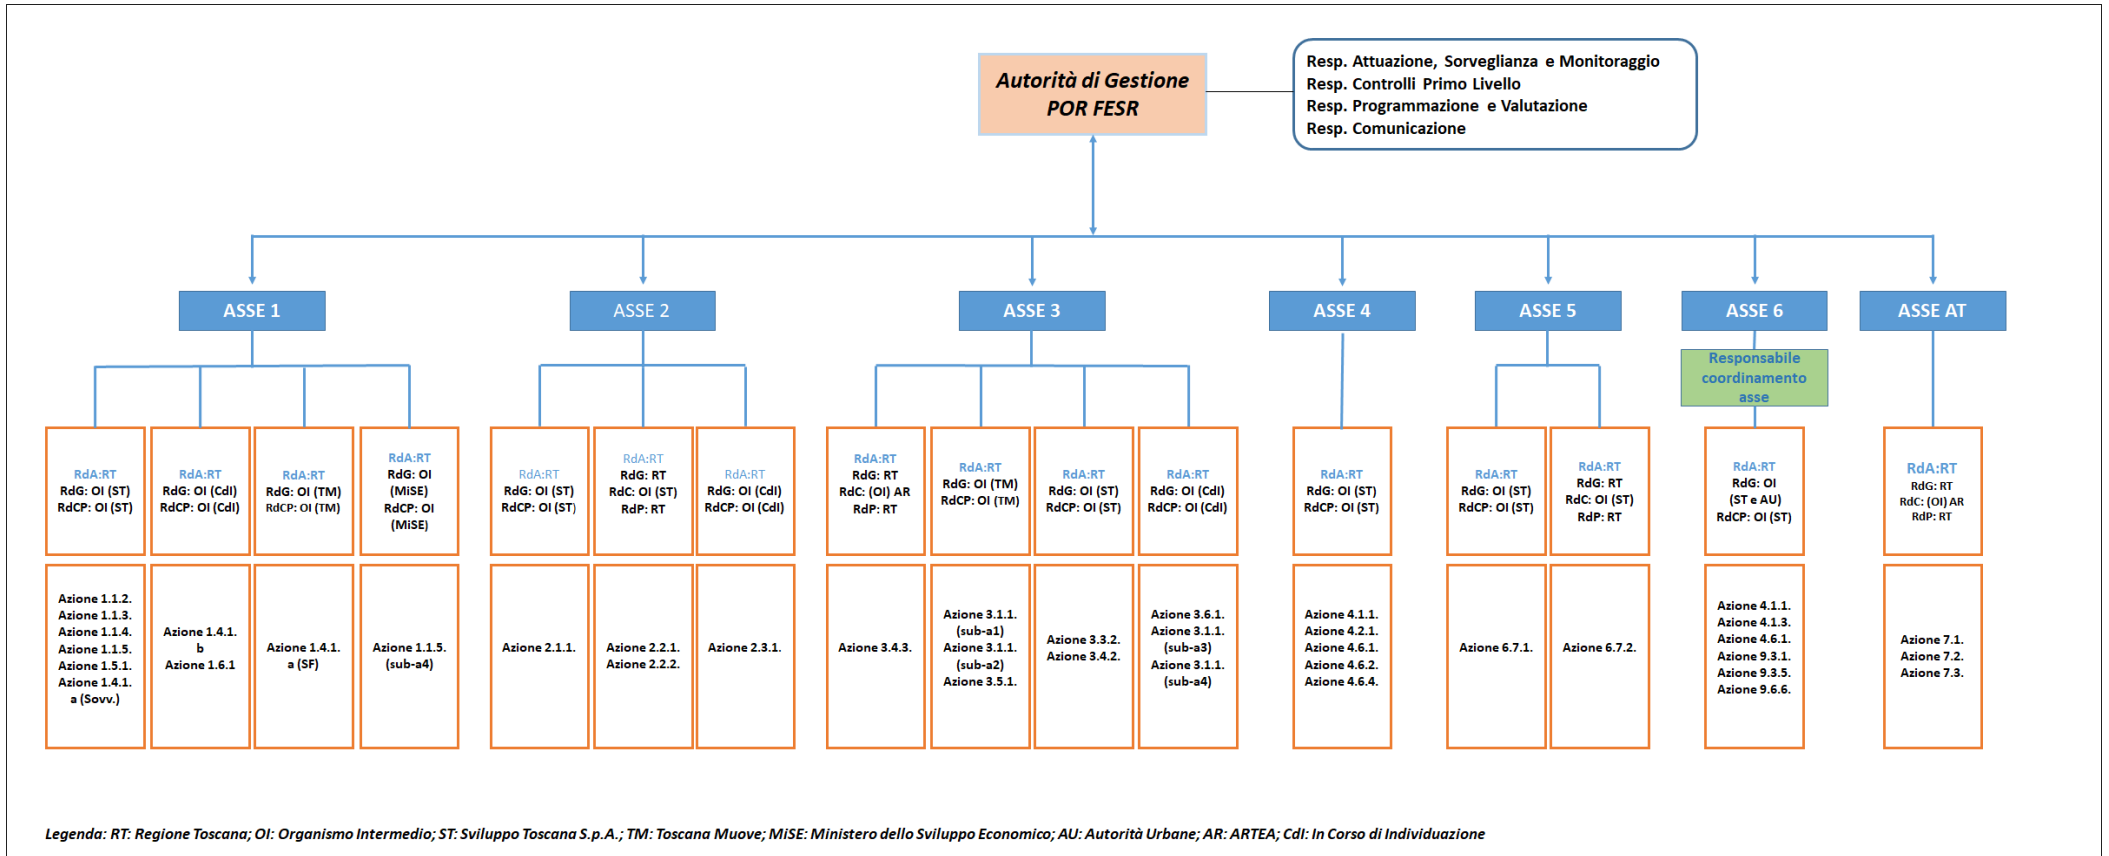 Autorità di Gestione
POR FESR
Resp. Attuazione, Sorveglianza e Monitoraggio
Resp. Controlli Primo Livello
Resp. Programmazione e Valutazione
Resp. Comunicazione
ASSE 1
ASSE 2
ASSE 3
ASSE 4
ASSE 5
ASSE 6
ASSE AT
Responsabile
coordinamento
asse
RdA:RT
RdG: OI (ST)
RdCP: OI (ST)
RdA:RT
RdG: OI (CdI)
RdCP: OI (CdI)
RdA:RT
RdG: OI (TM)
RdCP: OI (TM)
RdA:RT
RdG: OI
(MiSE)
RdCP: OI
(MiSE)
RdA:RT
RdG: OI (ST)
RdCP: OI (ST)
RdA:RT
RdG: RT
RdC: OI (ST)
RdP: RT
RdA:RT
RdG: OI (CdI)
RdCP: OI (CdI)
RdA:RT
RdG: RT
RdC: (OI) AR
RdP: RT
RdA:RT
RdG: OI (TM)
RdCP: OI (TM)
RdA:RT
RdG: OI (ST)
RdCP: OI (ST)
RdA:RT
RdG: OI (CdI)
RdCP: OI (CdI)
RdA:RT
RdG: OI (ST)
RdCP: OI (ST)
RdA:RT
RdG: OI (ST)
RdCP: OI (ST)
RdA:RT
RdG: RT
RdC: OI (ST)
RdP: RT
RdA:RT
RdG: OI
(ST e AU)
RdCP: OI (ST)
RdA:RT
RdG: RT
RdC: (OI) AR
RdP: RT
Azione 1.1.2.
Azione 1.1.3.
Azione 1.1.4.
Azione 1.1.5.
Azione 1.5.1.
Azione 1.4.1.
a (Sovv.)
Azione 1.4.1.
b
Azione 1.6.1
Azione 1.4.1.
a (SF)
Azione 1.1.5.
(sub-a4)
Azione 2.1.1.
Azione 2.2.1.
Azione 2.2.2.
Azione 2.3.1.
Azione 3.4.3.
Azione 3.1.1.
(sub-a1)
Azione 3.1.1.
(sub-a2)
Azione 3.5.1.
Azione 3.3.2.
Azione 3.4.2.
Azione 3.6.1.
Azione 3.1.1.
(sub-a3)
Azione 3.1.1.
(sub-a4)
Azione 4.1.1.
Azione 4.2.1.
Azione 4.6.1.
Azione 4.6.2.
Azione 4.6.4.
Azione 6.7.1.
Azione 6.7.2.
Azione 4.1.1.
Azione 4.1.3.
Azione 4.6.1.
Azione 9.3.1.
Azione 9.3.5.
Azione 9.6.6.
Azione 7.1.
Azione 7.2.
Azione 7.3.
Legenda: RT: Regione Toscana; OI: Organismo Intermedio; ST: Sviluppo Toscana S.p.A.; TM: Toscana Muove; MiSE: Ministero dello Sviluppo Economico; AU: Autorità Urbane; AR: ARTEA; CdI: In Corso di Individuazione